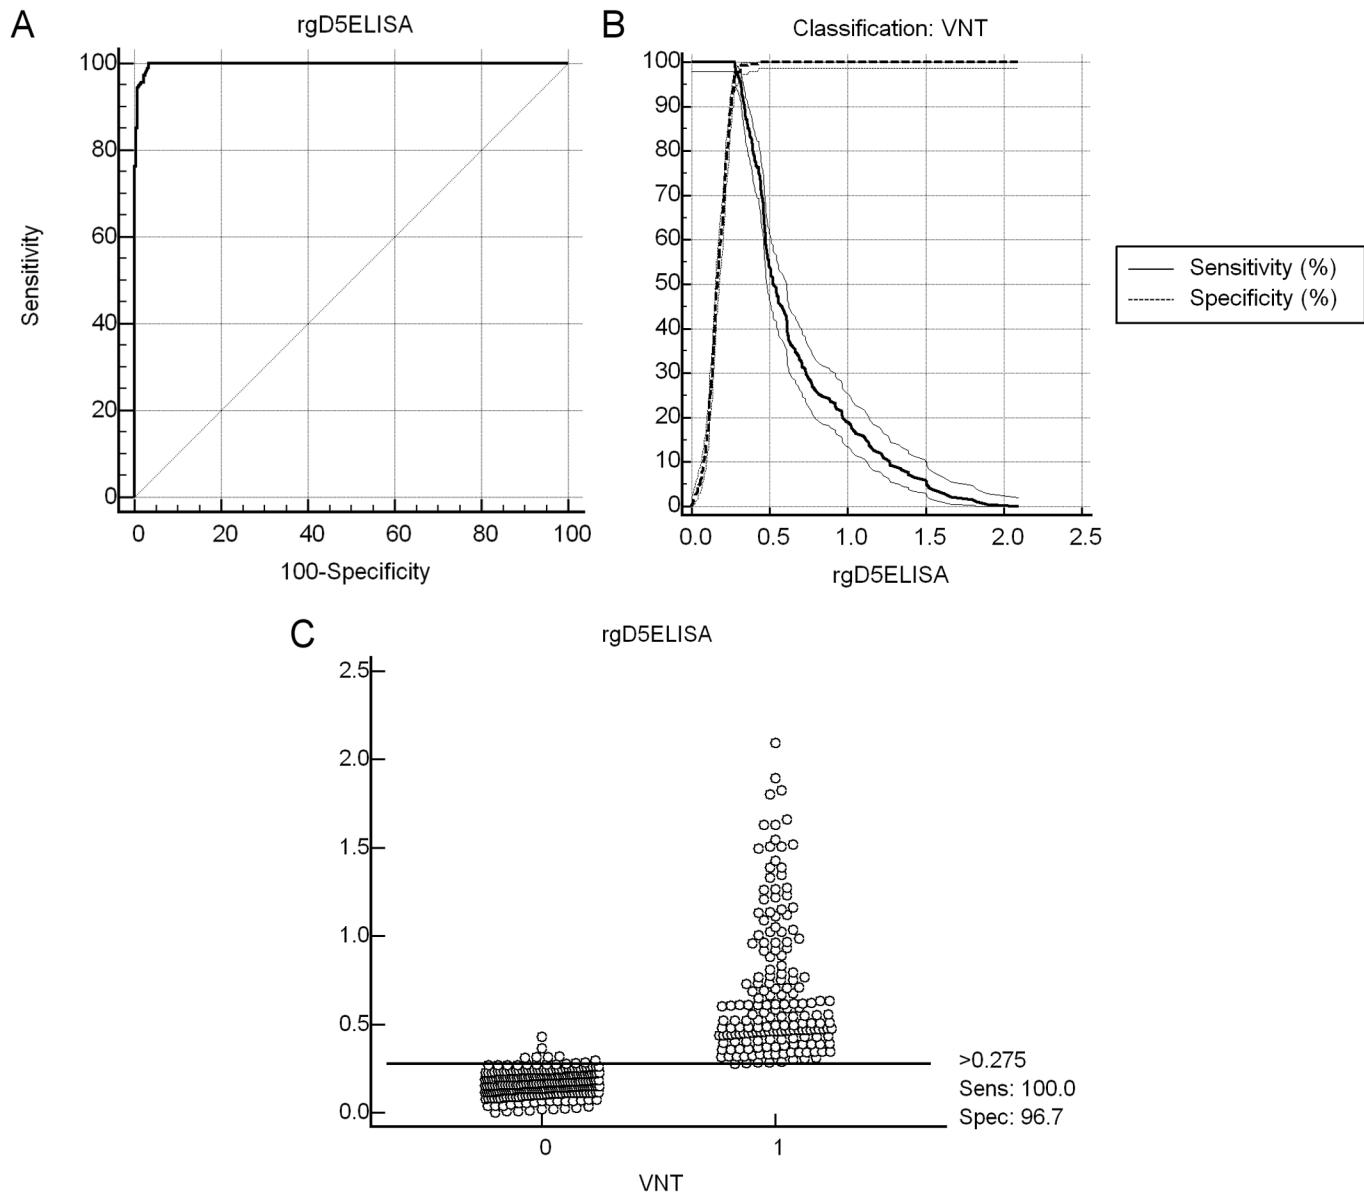 A
rgD5ELISA
100
80
60
40
20
0
Sensitivity
0 20 40 60 80 100
100-Specificity
B
Classification: VNT
100
90
80
70
60
50
40
30
20
10
0
0.0 0.5 1.0 1.5 2.0 2.5
rgD5ELISA
Sensitivity (%)
Specificity (%)
C
rgD5ELISA
2.5
2.0
1.5
1.0
0.5
0.0
>0.275
Sens: 100.0
Spec: 96.7
0 1
VNT